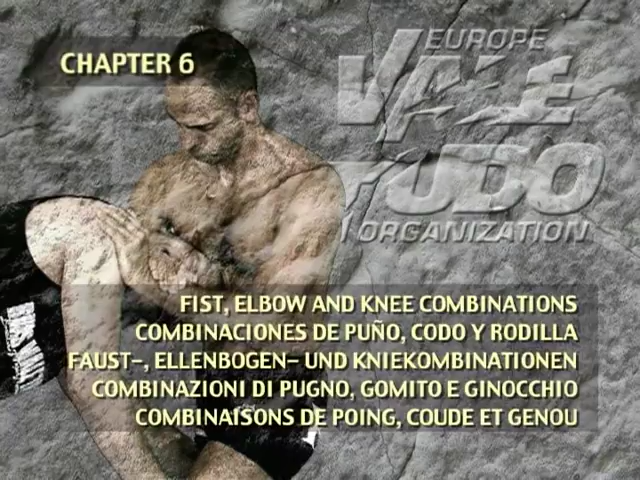 CHAPTER 6
EUROPE
VALE
TUDO
ORGANIZATION
FIST, ELBOW AND KNEE COMBINATIONS
COMBINACIONES DE PUÑO, CODO Y RODILLA
FAUST-, ELLENBOGEN- UND KNIEKOMBINATIONEN
COMBINAZIONI DI PUGNO, GOMITO E GINOCCHIO
COMBINAISONS DE POING, COUDE ET GENOU